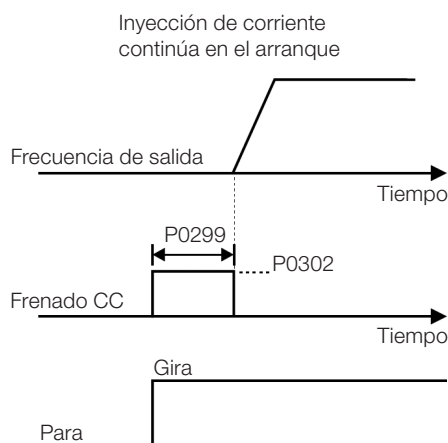 Inyección de corriente
continúa en el arranque
Frecuencia de salida
Tiempo
P0299
P0302
Frenado CC
Tiempo
Gira
Para